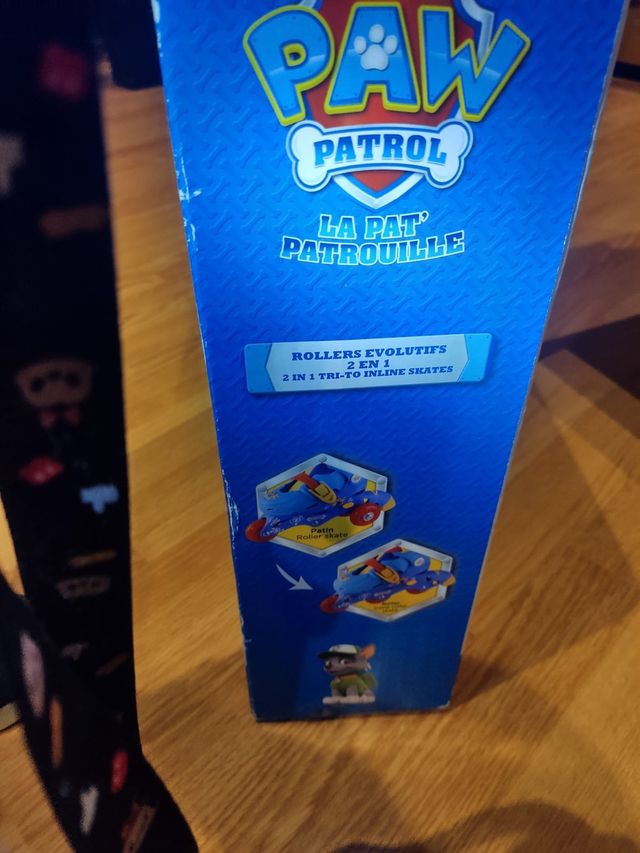 PAW
PATROL
LA PAT'
PATROUILLE
ROLLERS EVOLUTIFS
2 EN 1
2 IN 1 TRI-TO INLINE SKATES
Patin
Roller skate